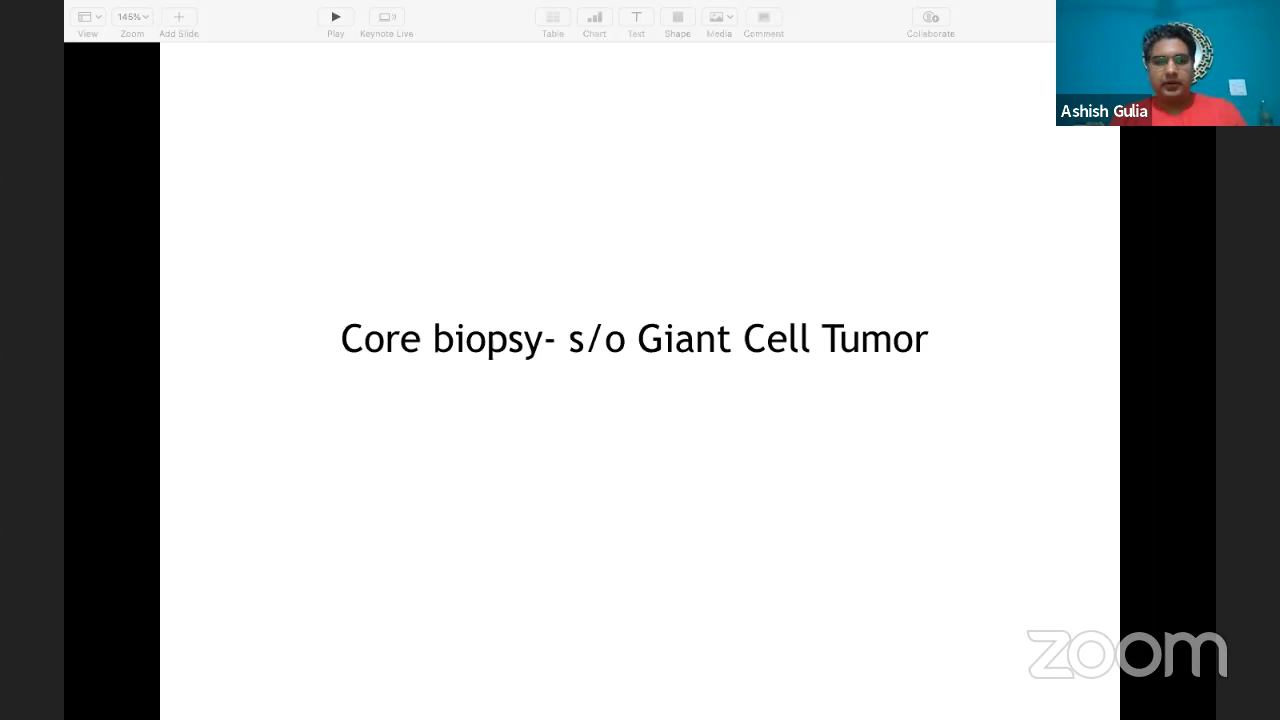 145%
View
Zoom
Add Slide
Play
Keynote Live
Table
Chart
Text
Shape
Media
Comment
Collaborate
Ashish Gulia
Core biopsy- s/o Giant Cell Tumor
zoom